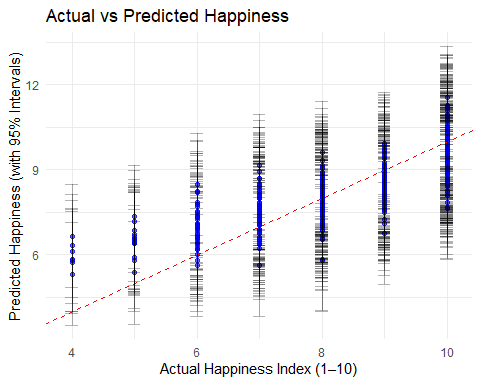 Actual vs Predicted Happiness
Predicted Happiness (with 95% Intervals)
12
9
6
4
6
8
10
Actual Happiness Index (1–10)